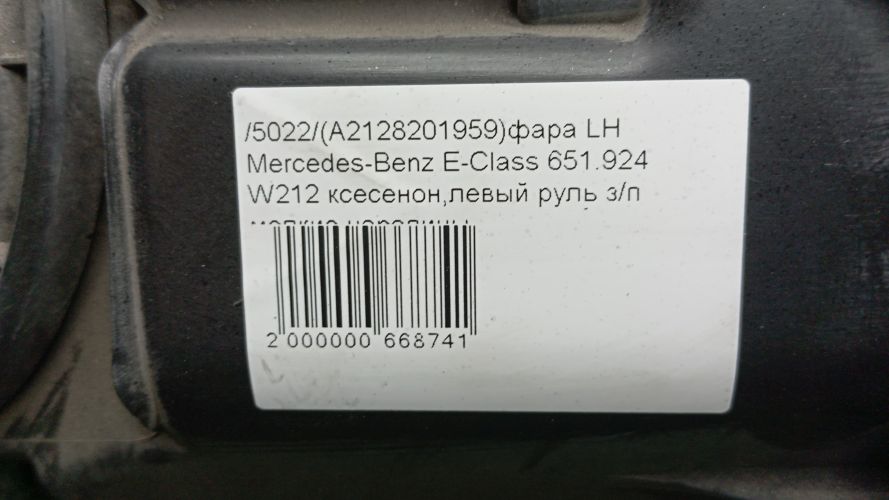 /5022/(A2128201959)фара LH
Mercedes-Benz E-Class 651.924
W212 ксесенон,левый руль з/п
2 000000 668741